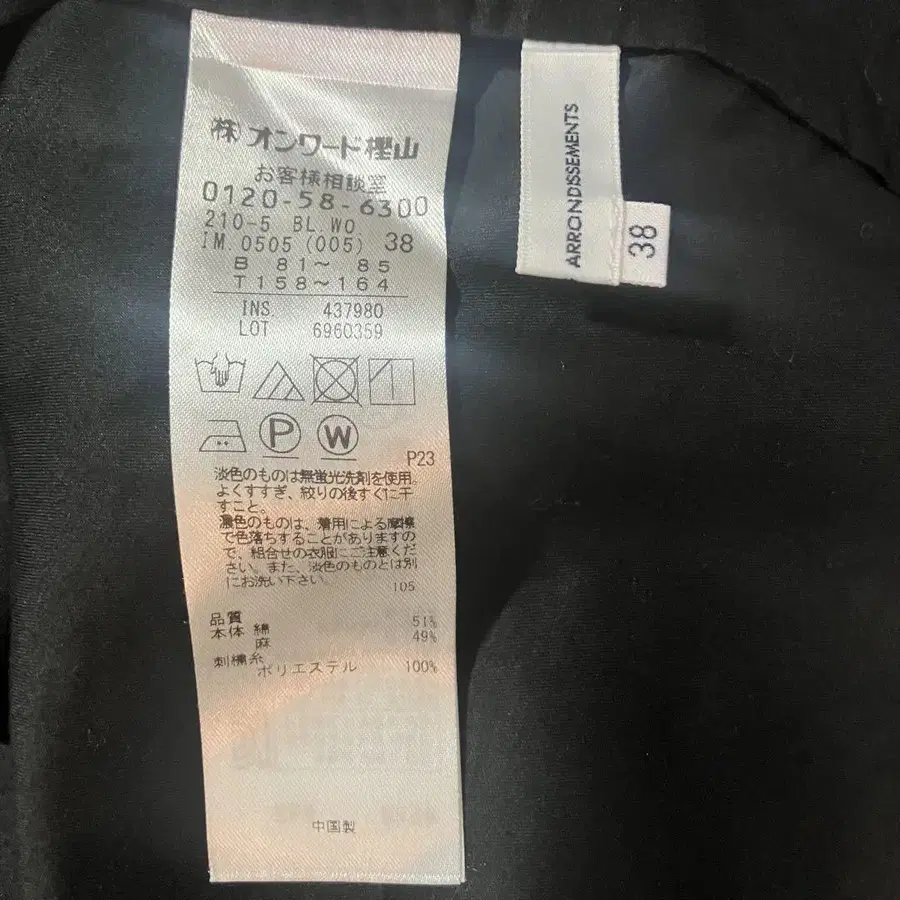 (株)オンワード樫山
お客様相談室
0120-58-6300
210-5 BL.WO
IM.0505 (005) 38
B 81～ 85
T158～164
INS. 437980
LOT 6960359
P W
P23
淡色のものは無蛍光洗剤を使用。
よくすすぎ、絞りの後すぐに干
すこと。
濃色のものは、着用による摩擦
で色落ちすることがありますの
で、組合せの衣服にご注意くだ
さい。また、淡色のものとは別
にお洗い下さい。
105
品質
本体 綿 51%
麻 49%
刺繍糸
ポリエステル 100%
中国製
ARRONDISSEMENTS
38